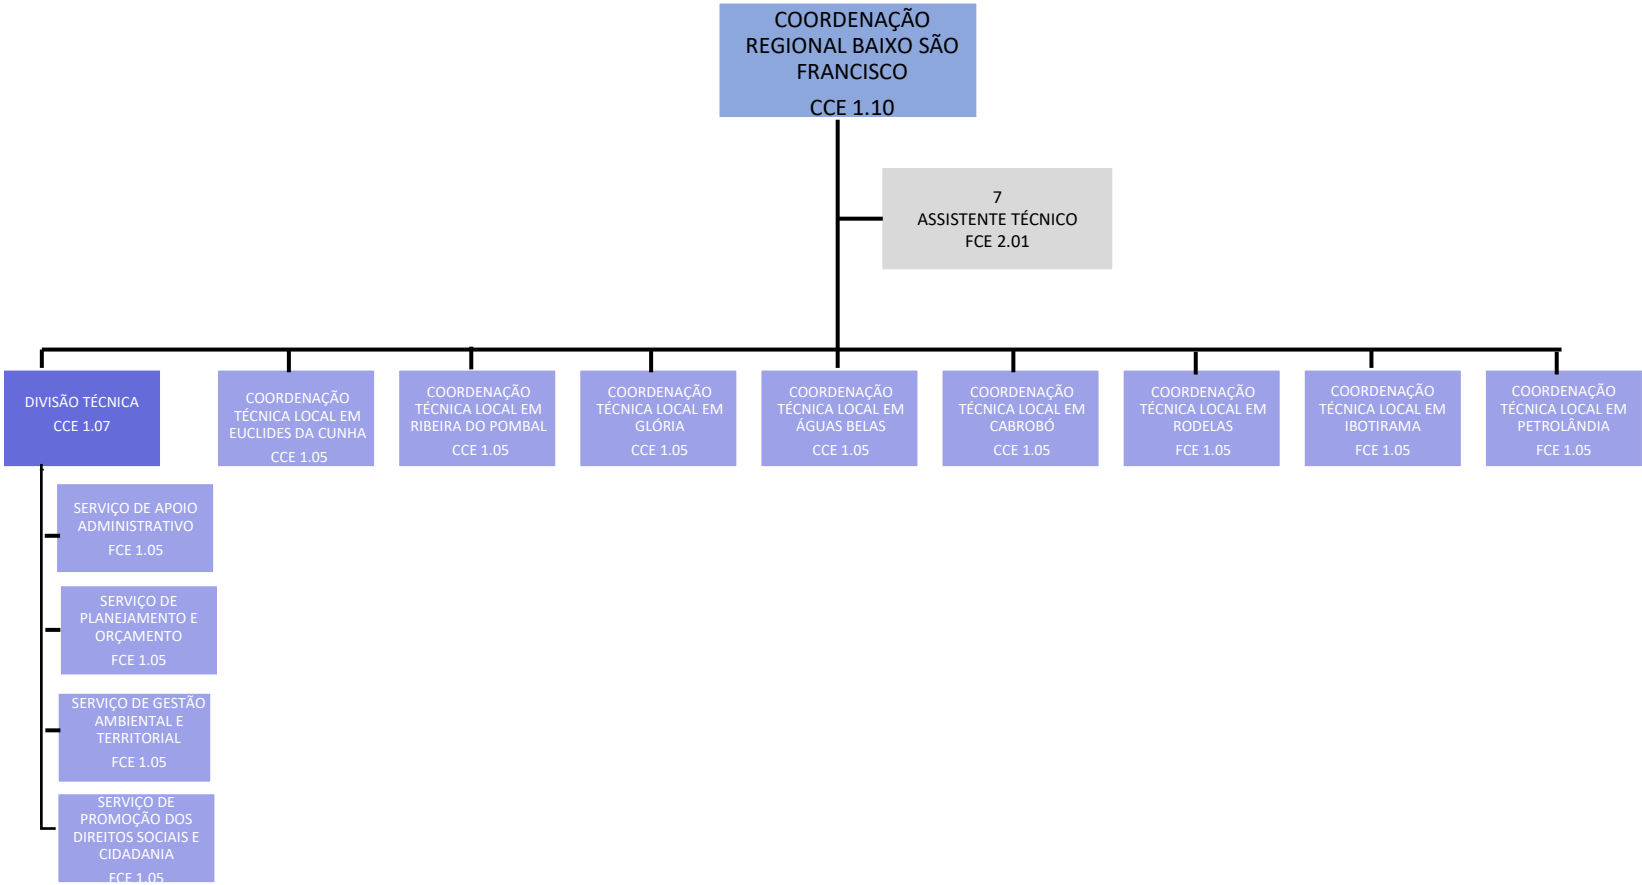 COORDENAÇÃO
REGIONAL BAIXO SÃO
FRANCISCO
CCE 1.10
7
ASSISTENTE TÉCNICO
FCE 2.01
DIVISÃO TÉCNICA
CCE 1.07
COORDENAÇÃO
TÉCNICA LOCAL EM
EUCLIDES DA CUNHA
CCE 1.05
COORDENAÇÃO
TÉCNICA LOCAL EM
RIBEIRA DO POMBAL
CCE 1.05
COORDENAÇÃO
TÉCNICA LOCAL EM
GLÓRIA
CCE 1.05
COORDENAÇÃO
TÉCNICA LOCAL EM
ÁGUAS BELAS
CCE 1.05
COORDENAÇÃO
TÉCNICA LOCAL EM
CABROBÓ
CCE 1.05
COORDENAÇÃO
TÉCNICA LOCAL EM
RODELAS
FCE 1.05
COORDENAÇÃO
TÉCNICA LOCAL EM
IBOTIRAMA
FCE 1.05
COORDENAÇÃO
TÉCNICA LOCAL EM
PETROLÂNDIA
FCE 1.05
SERVIÇO DE APOIO
ADMINISTRATIVO
FCE 1.05
SERVIÇO DE
PLANEJAMENTO E
ORÇAMENTO
FCE 1.05
SERVIÇO DE GESTÃO
AMBIENTAL E
TERRITORIAL
FCE 1.05
SERVIÇO DE
PROMOÇÃO DOS
DIREITOS SOCIAIS E
CIDADANIA
FCE 1.05